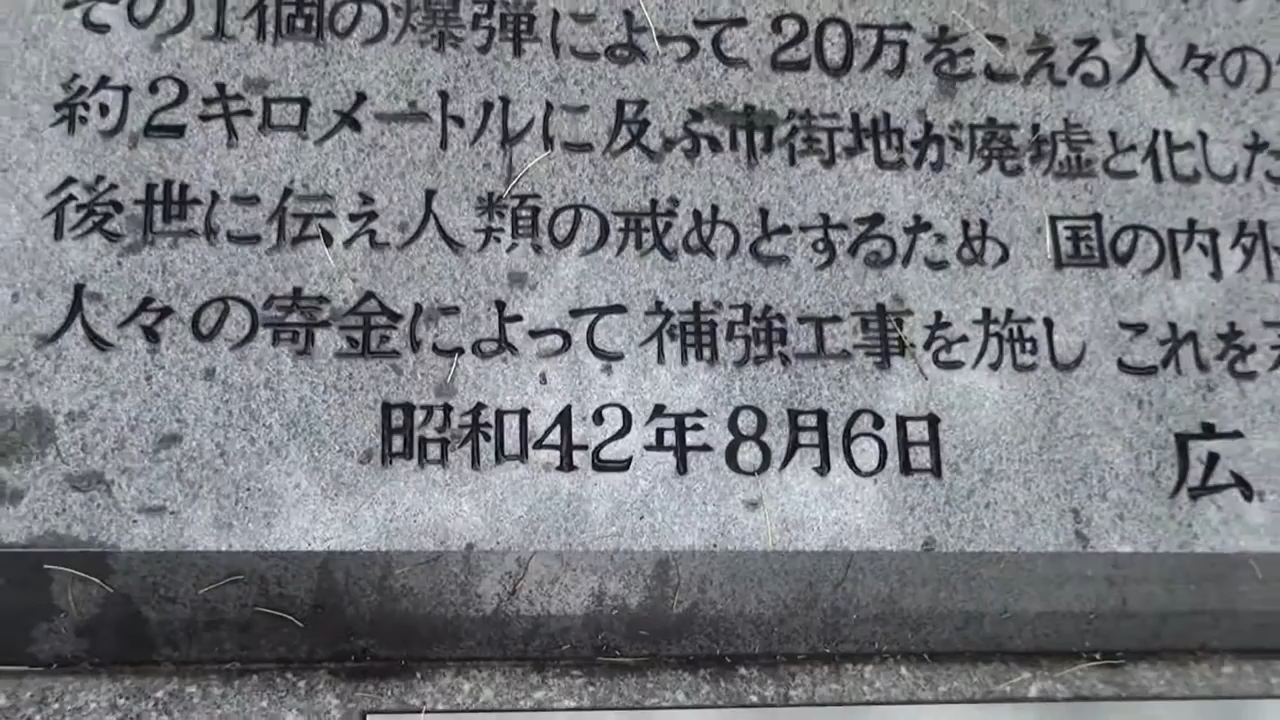 その1個の爆弾によって20万をこえる人々の
約2キロメートルに及ぶ市街地が廃墟と化した
後世に伝え人類の戒めとするため 国の内外
人々の寄金によって補強工事を施し これを
昭和42年8月6日 広